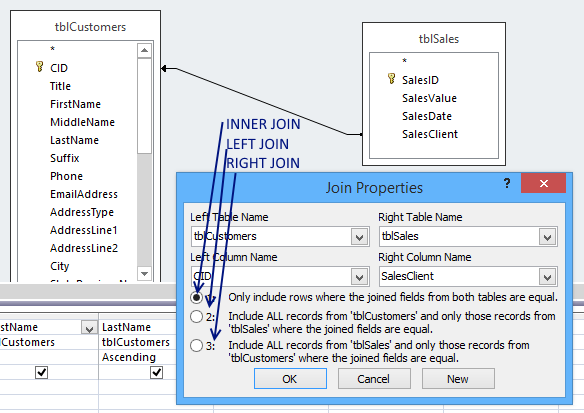 tblCustomers
*
CID
Title
FirstName
MiddleName
LastName
Suffix
Phone
EmailAddress
AddressType
AddressLine1
AddressLine2
City
tblSales
*
SalesID
SalesValue
SalesDate
SalesClient
INNER JOIN
LEFT JOIN
RIGHT JOIN
Join Properties
?
Left Table Name
Right Table Name
tblCustomers
tblSales
Left Column Name
Right Column Name
CID
SalesClient
Only include rows where the joined fields from both tables are equal.
2: Include ALL records from 'tblCustomers' and only those records from
'tblSales' where the joined fields are equal.
3: Include ALL records from 'tblSales' and only those records from
'tblCustomers' where the joined fields are equal.
OK
Cancel
New
stName
LastName
lCustomers
tblCustomers
Ascending